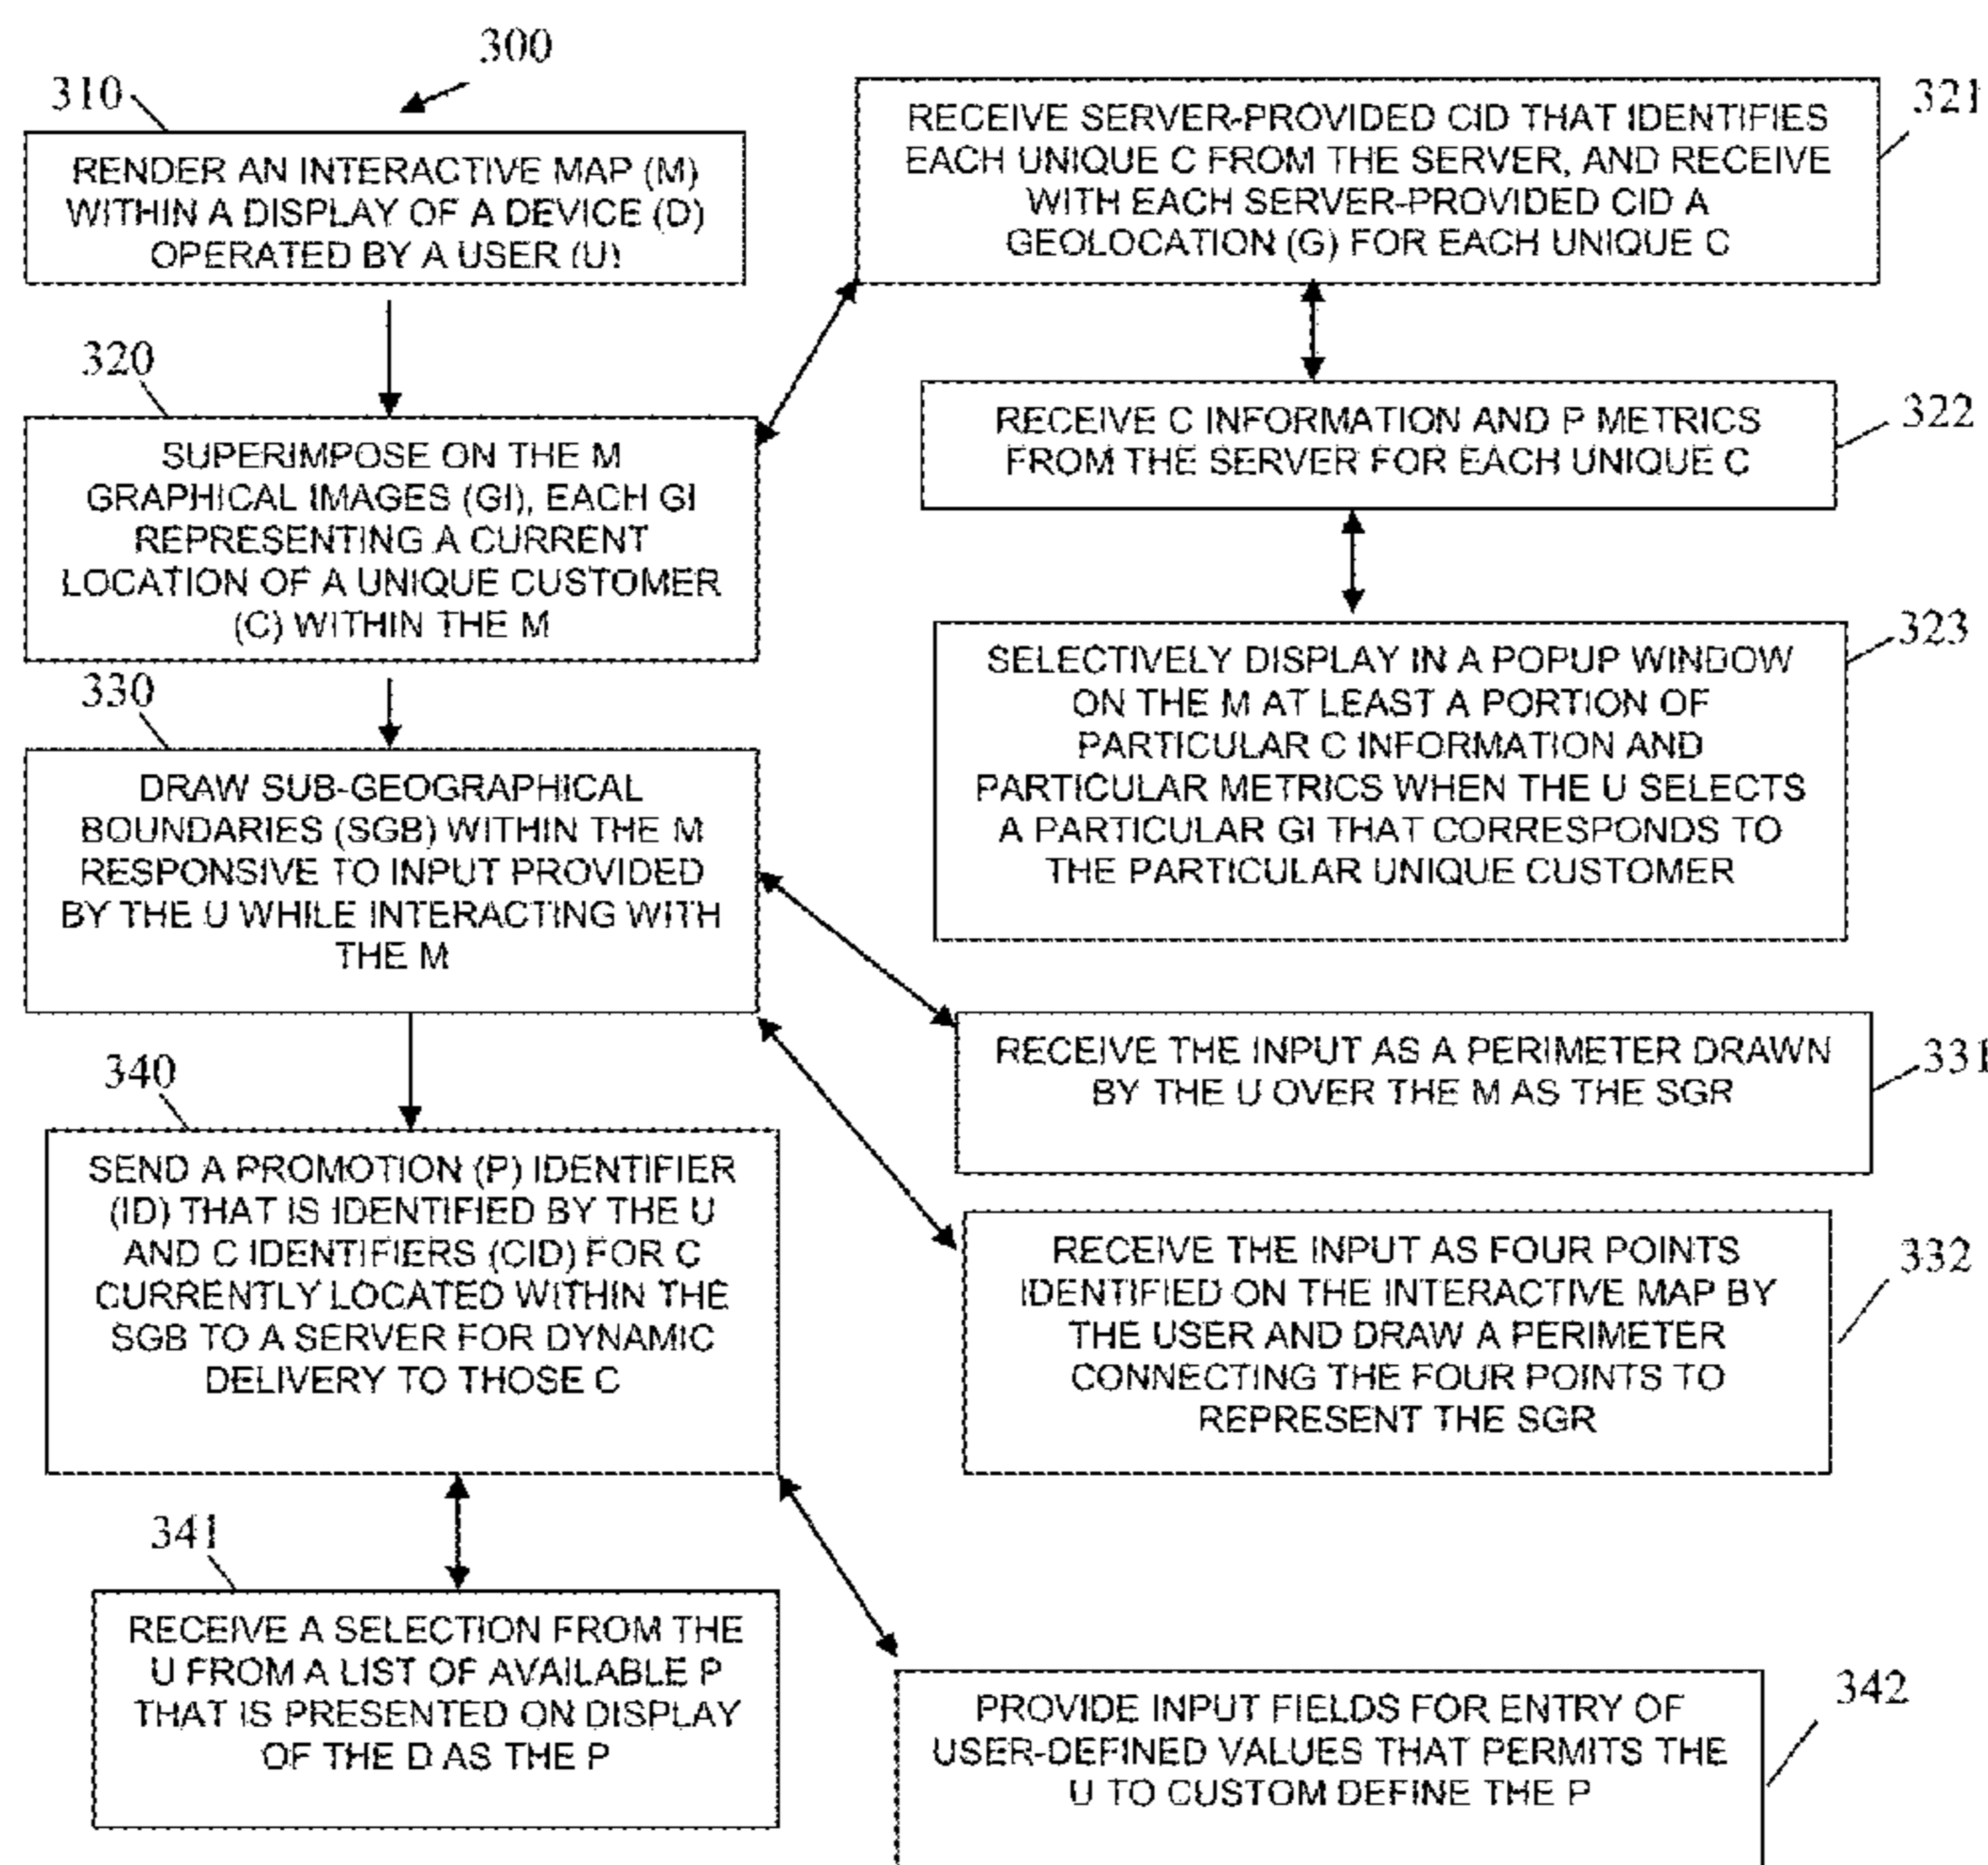 300
310
RENDER AN INTERACTIVE MAP (M)
WITHIN A DISPLAY OF A DEVICE (D)
OPERATED BY A USER (U)
320
SUPERIMPOSE ON THE M
GRAPHICAL IMAGES (GI), EACH GI
REPRESENTING A CURRENT
LOCATION OF A UNIQUE CUSTOMER
(C) WITHIN THE M
321
RECEIVE SERVER-PROVIDED CID THAT IDENTIFIES
EACH UNIQUE C FROM THE SERVER, AND RECEIVE
WITH EACH SERVER-PROVIDED CID A
GEOLOCATION (G) FOR EACH UNIQUE C
322
RECEIVE C INFORMATION AND P METRICS
FROM THE SERVER FOR EACH UNIQUE C
323
SELECTIVELY DISPLAY IN A POPUP WINDOW
ON THE M AT LEAST A PORTION OF
PARTICULAR C INFORMATION AND
PARTICULAR METRICS WHEN THE U SELECTS
A PARTICULAR GI THAT CORRESPONDS TO
THE PARTICULAR UNIQUE CUSTOMER
330
DRAW SUB-GEOGRAPHICAL
BOUNDARIES (SGB) WITHIN THE M
RESPONSIVE TO INPUT PROVIDED
BY THE U WHILE INTERACTING WITH
THE M
331
RECEIVE THE INPUT AS A PERIMETER DRAWN
BY THE U OVER THE M AS THE SGR
332
RECEIVE THE INPUT AS FOUR POINTS
IDENTIFIED ON THE INTERACTIVE MAP BY
THE USER AND DRAW A PERIMETER
CONNECTING THE FOUR POINTS TO
REPRESENT THE SGR
340
SEND A PROMOTION (P) IDENTIFIER
(ID) THAT IS IDENTIFIED BY THE U
AND C IDENTIFIERS (CID) FOR C
CURRENTLY LOCATED WITHIN THE
SGB TO A SERVER FOR DYNAMIC
DELIVERY TO THOSE C
341
RECEIVE A SELECTION FROM THE
U FROM A LIST OF AVAILABLE P
THAT IS PRESENTED ON DISPLAY
OF THE D AS THE P
342
PROVIDE INPUT FIELDS FOR ENTRY OF
USER-DEFINED VALUES THAT PERMITS THE
U TO CUSTOM DEFINE THE P